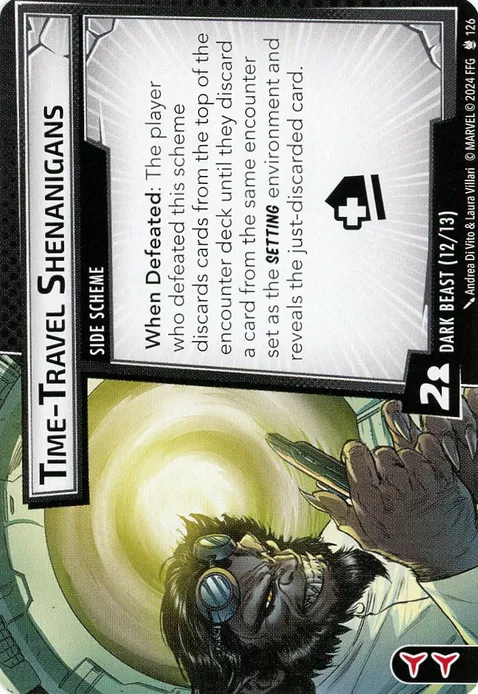 TIME-TRAVEL SHENANIGANS
SIDE SCHEME
When Defeated: The player
who defeated this scheme
discards cards from the top of the
encounter deck until they discard
a card from the same encounter
set as the SETTING environment and
reveals the just-discarded card.
2
DARK BEAST (12/13)
Andrea Di Vito & Laura Villari © MARVEL © 2024 FFG 126